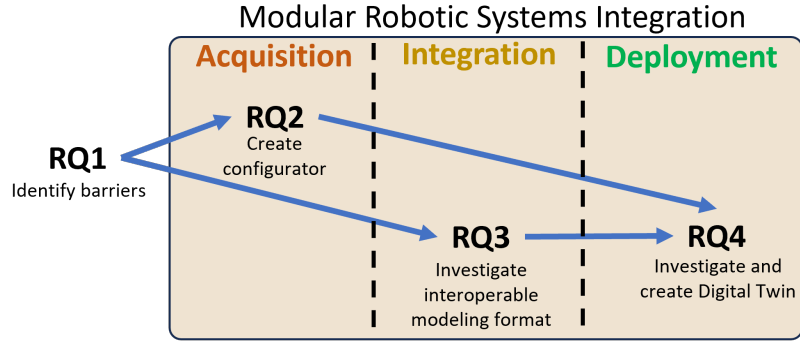 Modular Robotic Systems Integration
Acquisition
Integration
Deployment
RQ1
Identify barriers
RQ2
Create
configurator
RQ3
Investigate
interoperable
modeling format
RQ4
Investigate and
create Digital Twin